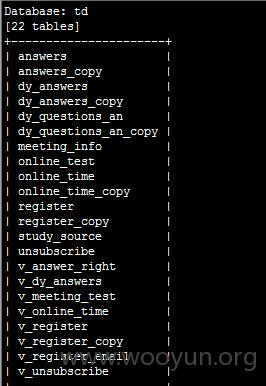 Database: td
[22 tables]
+----------------------+
| answers              |
| answers_copy         |
| dy_answers           |
| dy_answers_copy      |
| dy_questions_an      |
| dy_questions_an_copy |
| meeting_info         |
| online_test          |
| online_time          |
| online_time_copy     |
| register             |
| register_copy        |
| study_source         |
| unsubscribe          |
| v_answer_right       |
| v_dy_answers         |
| v_meeting_test       |
| v_online_time        |
| v_register           |
| v_register_copy      |
| v_register_email     |
| v_unsubscribe        |
www.wooyun.org